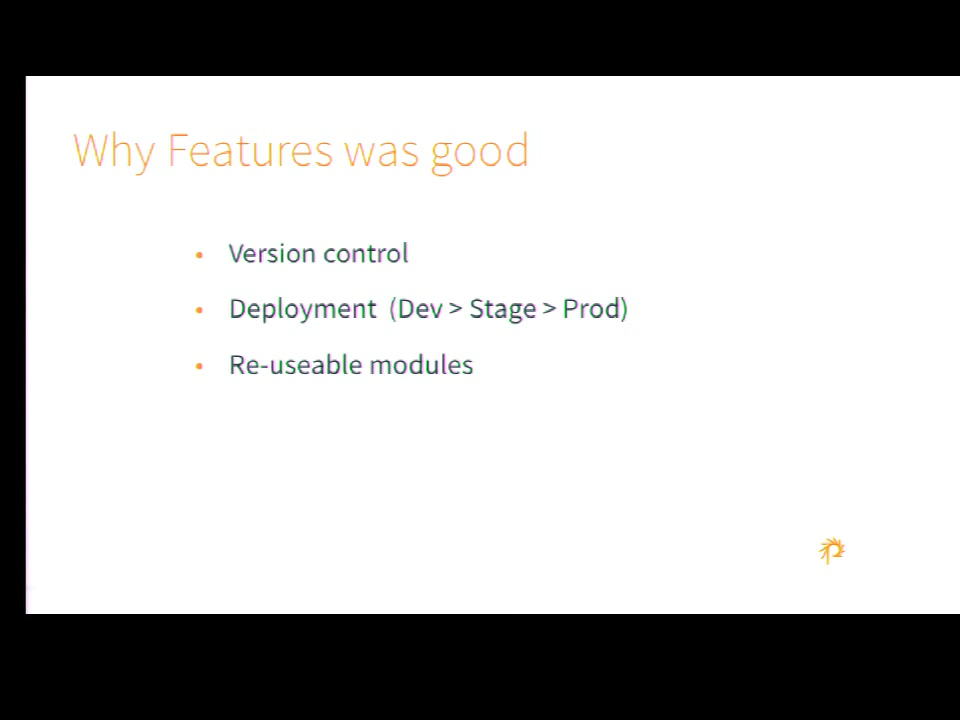 Why Features was good
• Version control
• Deployment (Dev > Stage > Prod)
• Re-useable modules